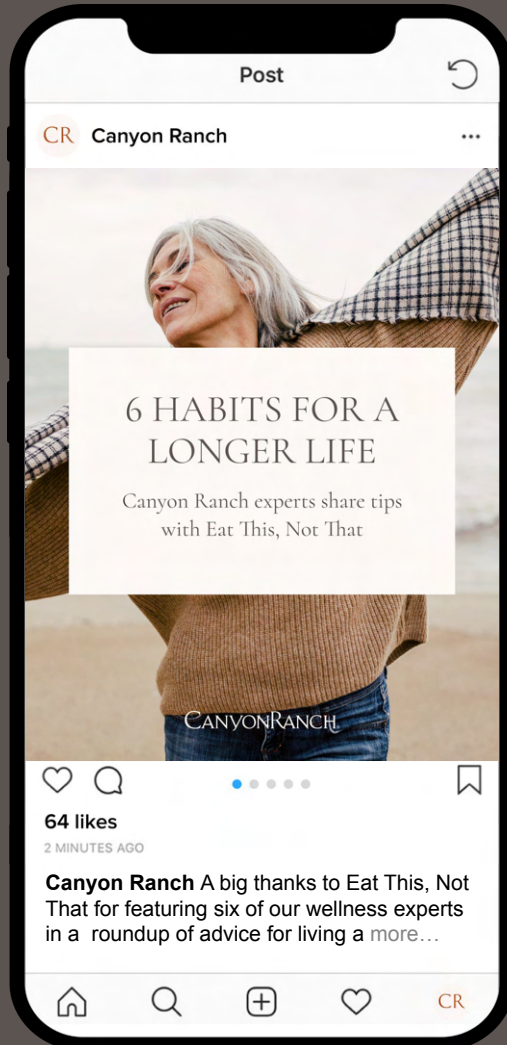 Post
CR Canyon Ranch
6 HABITS FOR A
LONGER LIFE
Canyon Ranch experts share tips
with Eat This, Not That
CANYONRANCH
64 likes
2 MINUTES AGO
Canyon Ranch A big thanks to Eat This, Not
That for featuring six of our wellness experts
in a  roundup of advice for living a more...
CR